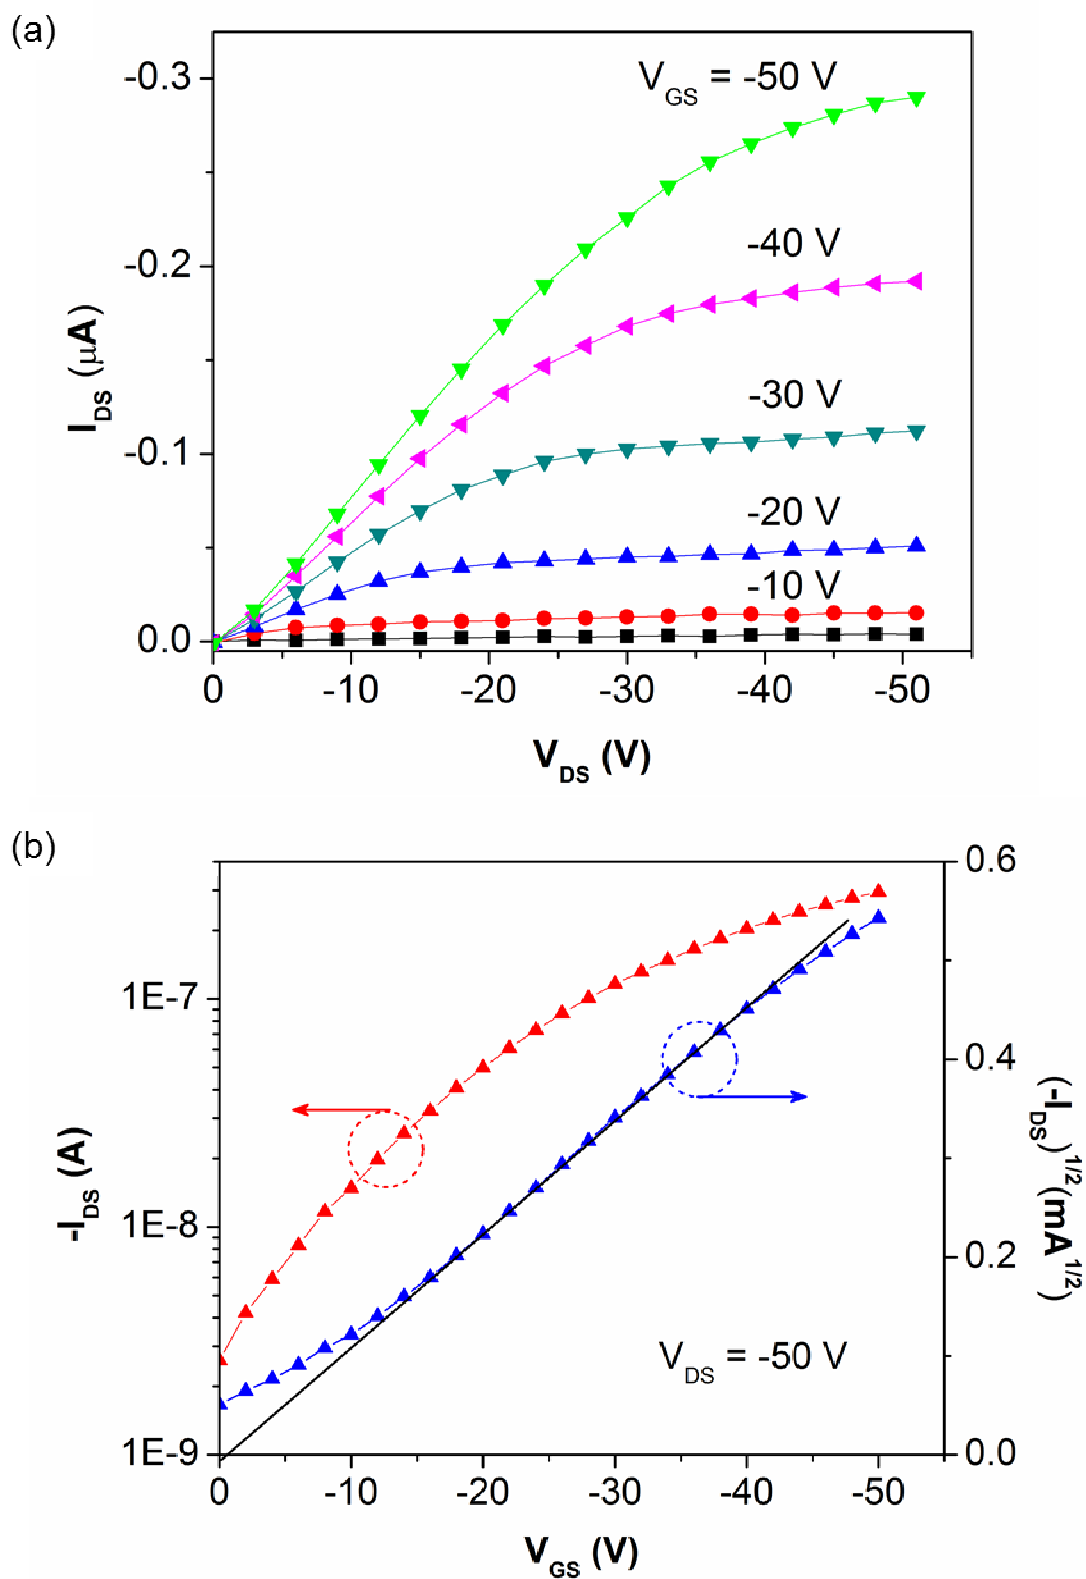 (a)
V_GS = -50 V
-0.3
-40 V
-0.2
I_DS (μA)
-30 V
-0.1
-20 V
-10 V
0.0
0 -10 -20 -30 -40 -50
V_DS (V)
(b)
0.6
1E-7
0.4
-I_DS (A)
(-I_DS)^1/2(mA^1/2)
1E-8
0.2
V_DS = -50 V
1E-9
0.0
0 -10 -20 -30 -40 -50
V_GS (V)